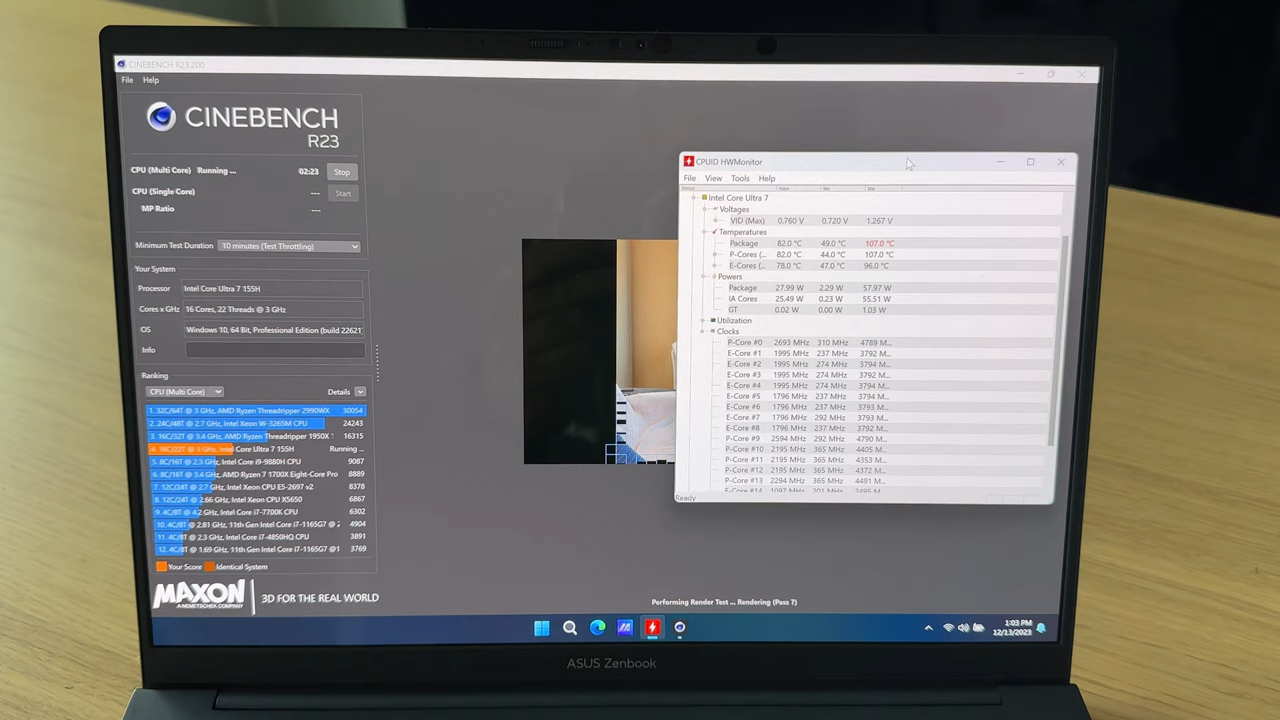 CINEBENCH R23.200
File Help
CINEBENCH
R23
CPU (Multi Core) Running ... 02:23 Stop
CPU (Single Core) --- Start
MP Ratio ---
Minimum Test Duration 10 minutes (Test Throttling)
Your System
Processor Intel Core Ultra 7 155H
Cores x GHz 16 Cores, 22 Threads @ 3 GHz
OS Windows 10, 64 Bit, Professional Edition (build 22621)
Info
Ranking
CPU (Multi Core) Details
1. 32C/64T @ 3 GHz, AMD Ryzen Threadripper 2990WX 30054
2. 24C/48T @ 2.7 GHz, Intel Xeon W-3265M CPU 24243
3. 16C/32T @ 3.4 GHz, AMD Ryzen Threadripper 1950X 16315
4. 16C/22T @ 3 GHz, Intel Core Ultra 7 155H Running ...
5. 8C/16T @ 2.3 GHz, Intel Core i9-9880H CPU 9087
6. 8C/16T @ 3.4 GHz, AMD Ryzen 7 1700X Eight-Core Pro 8889
7. 12C/24T @ 2.7 GHz, Intel Xeon CPU E5-2697 v2 8378
8. 12C/24T @ 2.66 GHz, Intel Xeon CPU X5650 6867
9. 4C/8T @ 4.2 GHz, Intel Core i7-7700K CPU 6302
10. 4C/8T @ 2.81 GHz, 11th Gen Intel Core i7-1165G7 @ 2 4904
11. 4C/8T @ 2.3 GHz, Intel Core i7-4850HQ CPU 3891
12. 4C/8T @ 1.69 GHz, 11th Gen Intel Core i7-1165G7 @1 3769
Your Score Identical System
MAXON
A NEMETSCHEK COMPANY
3D FOR THE REAL WORLD
Performing Render Test ... Rendering (Pass 7)
CPUID HWMonitor
File View Tools Help
Intel Core Ultra 7
Voltages
VID (Max) 0.760 V 0.720 V 1.267 V
Temperatures
Package 82.0 °C 49.0 °C 107.0 °C
P-Cores (... 82.0 °C 44.0 °C 107.0 °C
E-Cores (... 78.0 °C 47.0 °C 96.0 °C
Powers
Package 27.99 W 2.29 W 57.97 W
IA Cores 25.49 W 0.23 W 55.51 W
GT 0.02 W 0.00 W 1.03 W
Utilization
Clocks
P-Core #0 2693 MHz 310 MHz 4789 M...
E-Core #1 1995 MHz 237 MHz 3792 M...
E-Core #2 1995 MHz 274 MHz 3794 M...
E-Core #3 1995 MHz 274 MHz 3792 M...
E-Core #4 1995 MHz 274 MHz 3794 M...
E-Core #5 1796 MHz 292 MHz 3794 M...
E-Core #6 1796 MHz 237 MHz 3793 M...
E-Core #7 1796 MHz 292 MHz 3793 M...
E-Core #8 1796 MHz 292 MHz 3792 M...
P-Core #9 2594 MHz 292 MHz 4790 M...
P-Core #10 2195 MHz 365 MHz 4405 M...
P-Core #11 2195 MHz 365 MHz 4353 M...
P-Core #12 2195 MHz 365 MHz 4372 M...
P-Core #13 2294 MHz 365 MHz 4491 M...
E-Core #14 1097 MHz 201 MHz 2495 M...
Ready
1:03 PM
12/13/2023
ASUS Zenbook